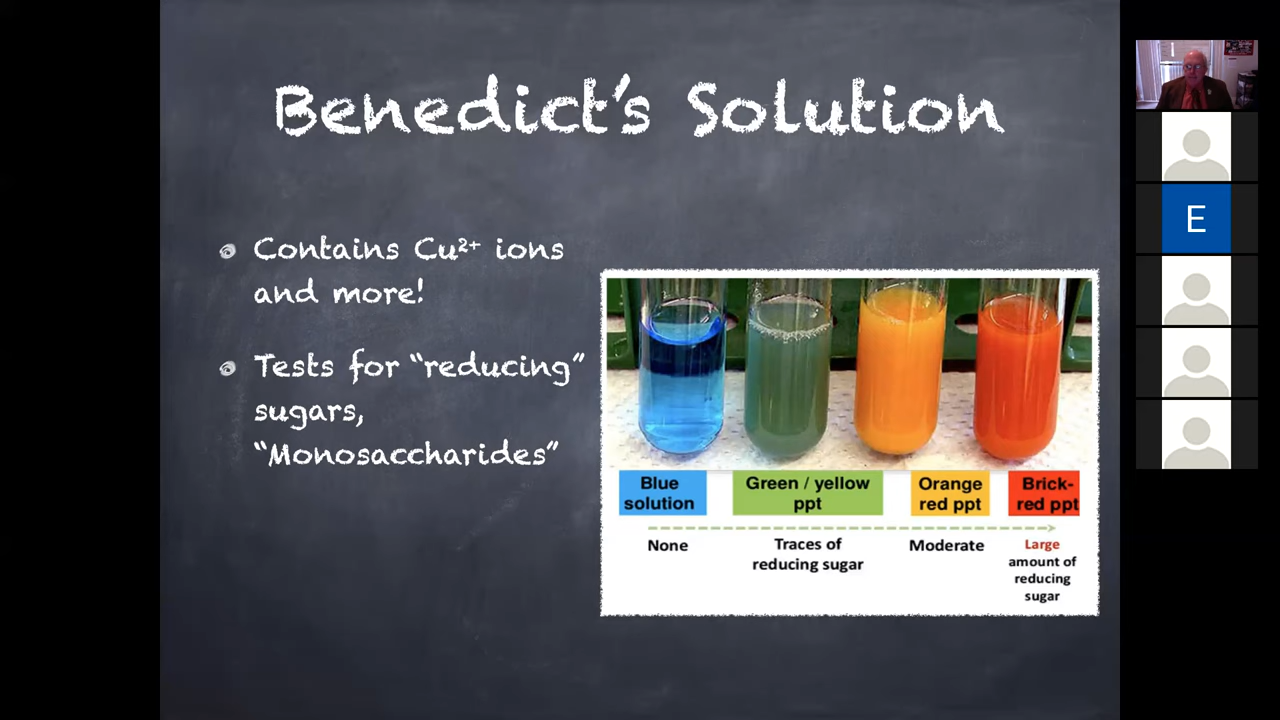 Benedict's Solution
Contains Cu²⁺ ions
and more!
Tests for “reducing”
sugars,
“Monosaccharides”
Blue
solution
Green / yellow
ppt
Orange
red ppt
Brick-
red ppt
None
Traces of
reducing sugar
Moderate
Large
amount of
reducing
sugar
E